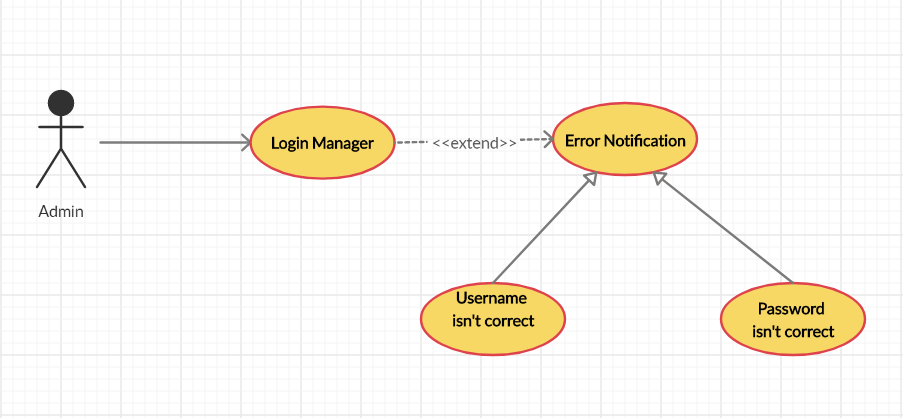 Login Manager
<<extend>>
Error Notification
Admin
Username
isn't correct
Password
isn't correct